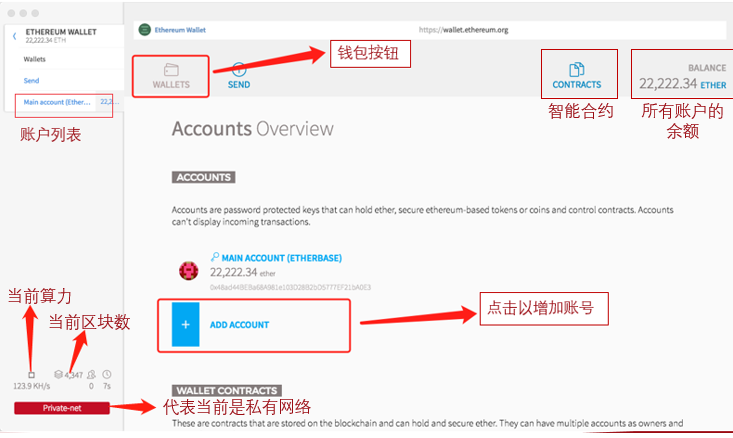 ETHEREUM WALLET
22,222.34 ETH
Wallets
Send
Main account (Ether... 22,2...
账户列表
当前算力
当前区块数
4,347
123.9 KH/s
0
7s
Private-net
代表当前是私有网络
Ethereum Wallet
https://wallet.ethereum.org
WALLETS
SEND
钱包按钮
CONTRACTS
智能合约
BALANCE
22,222.34 ETHER
所有账户的
余额
Accounts Overview
ACCOUNTS
Accounts are password protected keys that can hold ether, secure ethereum-based tokens or coins and control contracts. Accounts
can't display incoming transactions.
MAIN ACCOUNT (ETHERBASE)
22,222.34 ether
ADD ACCOUNT
点击以增加账号
WALLET CONTRACTS
These are contracts that are stored on the blockchain and can hold and secure ether. They can have multiple accounts as owners and